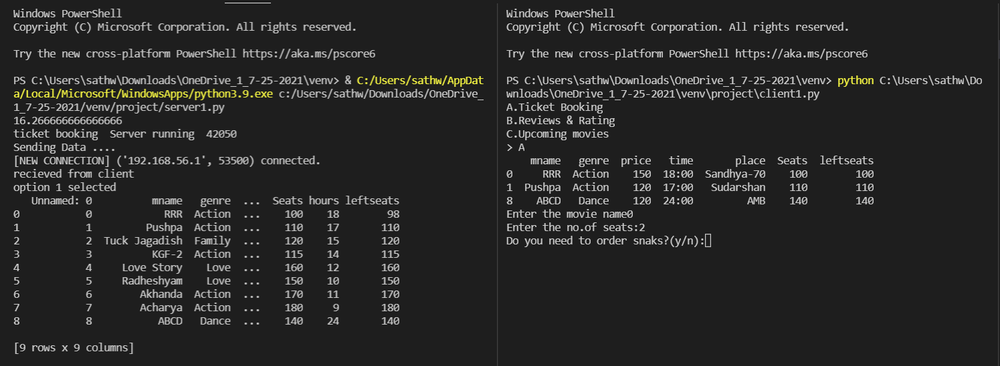 Windows PowerShell
Copyright (C) Microsoft Corporation. All rights reserved.
Try the new cross-platform PowerShell https://aka.ms/pscore6
PS C:\Users\sathw\Downloads\OneDrive_1_7-25-2021\venv> & C:/Users/sathw/AppDat
a/Local/Microsoft/WindowsApps/python3.9.exe c:/Users/sathw/Downloads/OneDrive_
1_7-25-2021/venv/project/server1.py
16.266666666666666
ticket booking  Server running  42050
Sending Data ....
[NEW CONNECTION] ('192.168.56.1', 53500) connected.
recieved from client
option 1 selected
   Unnamed: 0          mname   genre  ...  Seats hours leftseats
0           0            RRR  Action  ...    100    18        98
1           1         Pushpa  Action  ...    110    17       110
2           2  Tuck Jagadish  Family  ...    120    15       120
3           3          KGF-2  Action  ...    115    14       115
4           4     Love Story    Love  ...    160    12       160
5           5     Radheshyam    Love  ...    150    10       150
6           6        Akhanda  Action  ...    170    11       170
7           7        Acharya  Action  ...    180     9       180
8           8           ABCD   Dance  ...    140    24       140
[9 rows x 9 columns]
Windows PowerShell
Copyright (C) Microsoft Corporation. All rights reserved.
Try the new cross-platform PowerShell https://aka.ms/pscore6
PS C:\Users\sathw\Downloads\OneDrive_1_7-25-2021\venv> python C:\Users\sathw\Do
wnloads\OneDrive_1_7-25-2021\venv\project\client1.py
A.Ticket Booking
B.Reviews & Rating
C.Upcoming movies
> A
    mname   genre  price   time       place  Seats  leftseats
0     RRR  Action    150  18:00  Sandhya-70    100        100
1  Pushpa  Action    120  17:00   Sudarshan    110        110
8    ABCD   Dance    120  24:00         AMB    140        140
Enter the movie name0
Enter the no.of seats:2
Do you need to order snaks?(y/n):